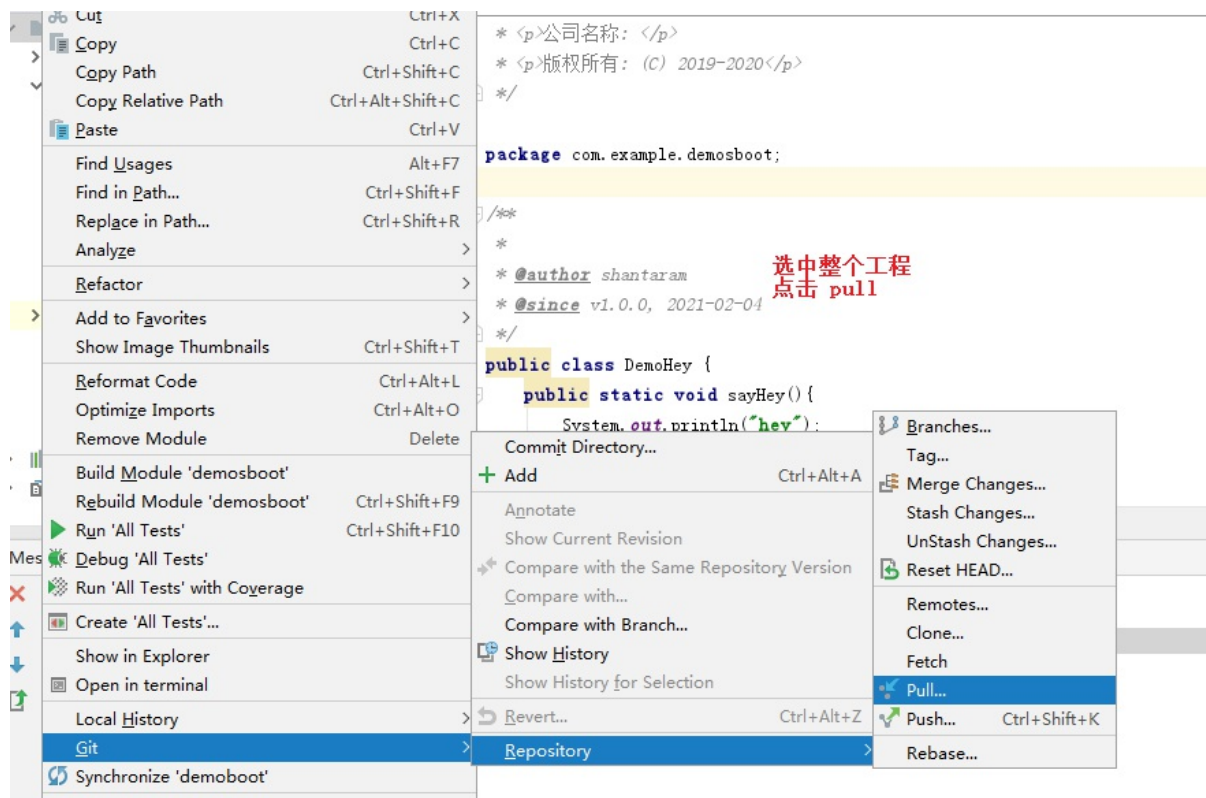 Cut Ctrl+X
Copy Ctrl+C
Copy Path Ctrl+Shift+C
Copy Relative Path Ctrl+Alt+Shift+C
Paste Ctrl+V
Find Usages Alt+F7
Find in Path... Ctrl+Shift+F
Replace in Path... Ctrl+Shift+R
Analyze
Refactor
Add to Favorites
Show Image Thumbnails Ctrl+Shift+T
Reformat Code Ctrl+Alt+L
Optimize Imports Ctrl+Alt+O
Remove Module Delete
Build Module 'demosboot'
Rebuild Module 'demosboot' Ctrl+Shift+F9
Run 'All Tests' Ctrl+Shift+F10
Debug 'All Tests'
Run 'All Tests' with Coverage
Create 'All Tests'...
Show in Explorer
Open in terminal
Local History
Git
Synchronize 'demoboot'
Mes
* <p>公司名称: </p>
* <p>版权所有: (C) 2019-2020</p>
*/
package com.example.demosboot;
/**
*
* @author shantaram
* @since v1.0.0, 2021-02-04
*/
public class DemoHey {
public static void sayHey(){
System.out.println("hey");
选中整个工程
点击 pull
Commit Directory...
Add Ctrl+Alt+A
Annotate
Show Current Revision
Compare with the Same Repository Version
Compare with...
Compare with Branch...
Show History
Show History for Selection
Revert... Ctrl+Alt+Z
Repository
Branches...
Tag...
Merge Changes...
Stash Changes...
UnStash Changes...
Reset HEAD...
Remotes...
Clone...
Fetch
Pull...
Push... Ctrl+Shift+K
Rebase...